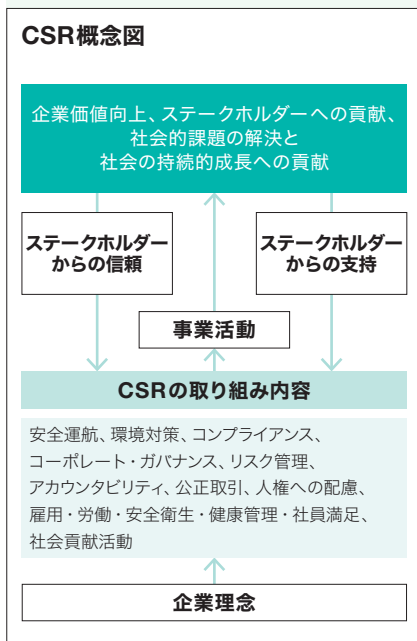 CSR概念図
企業価値向上、ステークホルダーへの貢献、
社会的課題の解決と
社会の持続的成長への貢献
ステークホルダー
からの信頼
ステークホルダー
からの支持
事業活動
CSRの取り組み内容
安全運航、環境対策、コンプライアンス、
コーポレート・ガバナンス、リスク管理、
アカウンタビリティ、公正取引、人権への配慮、
雇用・労働・安全衛生・健康管理・社員満足、
社会貢献活動
企業理念